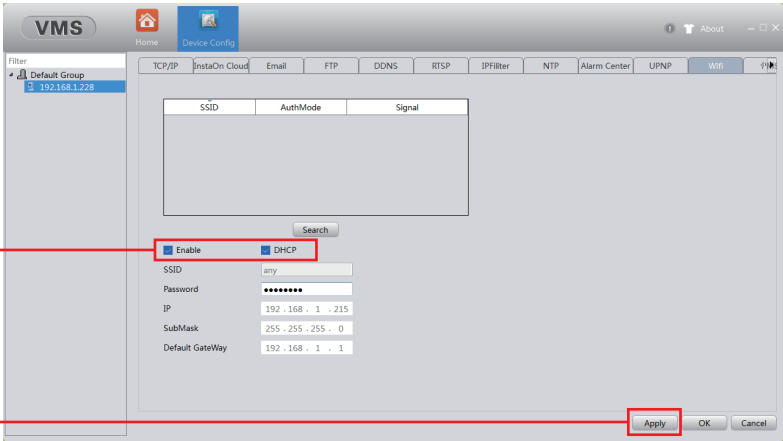 VMS
Home
Device Config
About
Filter
Default Group
192.168.1.228
TCP/IP InstaOn Cloud Email FTP DDNS RTSP IPFiliter NTP Alarm Center UPNP Wifi
SSID AuthMode Signal
Search
Enable DHCP
SSID any
Password ●●●●●●●●
IP 192 . 168 . 1 . 215
SubMask 255 . 255 . 255 . 0
Default GateWay 192 . 168 . 1 . 1
Apply OK Cancel